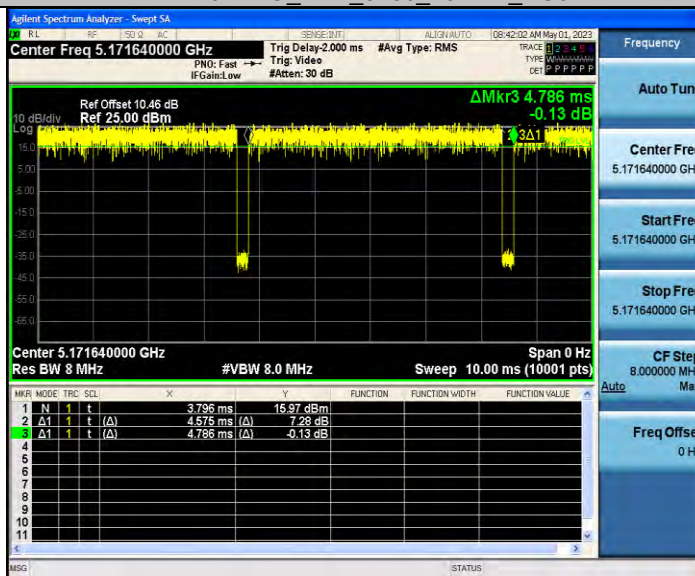 Agilent Spectrum Analyzer - Swept SA
RL RF 50 Ω AC SENSE:INT ALIGN AUTO 08:42:02 AM May 01, 2023
Center Freq 5.171640000 GHz
PNO: Fast
IFGain:Low
Trig Delay-2.000 ms
Trig: Video
#Atten: 30 dB
#Avg Type: RMS
TRACE 1 2 3 4 5 6
TYPE
DET P P P P P P
Ref Offset 10.46 dB
10 dB/div Ref 25.00 dBm
Log
ΔMkr3 4.786 ms
-0.13 dB
3Δ1
15.0
5.00
-5.00
-15.0
-25.0
-35.0
-45.0
-55.0
-65.0
Center 5.171640000 GHz Span 0 Hz
Res BW 8 MHz #VBW 8.0 MHz Sweep 10.00 ms (10001 pts)
MKR MODE TRC SCL X Y FUNCTION FUNCTION WIDTH FUNCTION VALUE
1 N 1 t 3.796 ms 15.97 dBm
2 Δ1 1 t (Δ) 4.575 ms (Δ) 7.28 dB
3 Δ1 1 t (Δ) 4.786 ms (Δ) -0.13 dB
4
5
6
7
8
9
10
11
MSG STATUS
Frequency
Auto Tun
Center Fre
5.171640000 GH
Start Fre
5.171640000 GH
Stop Fre
5.171640000 GH
CF Step
8.000000 MH
Auto Ma
Freq Offse
0 H